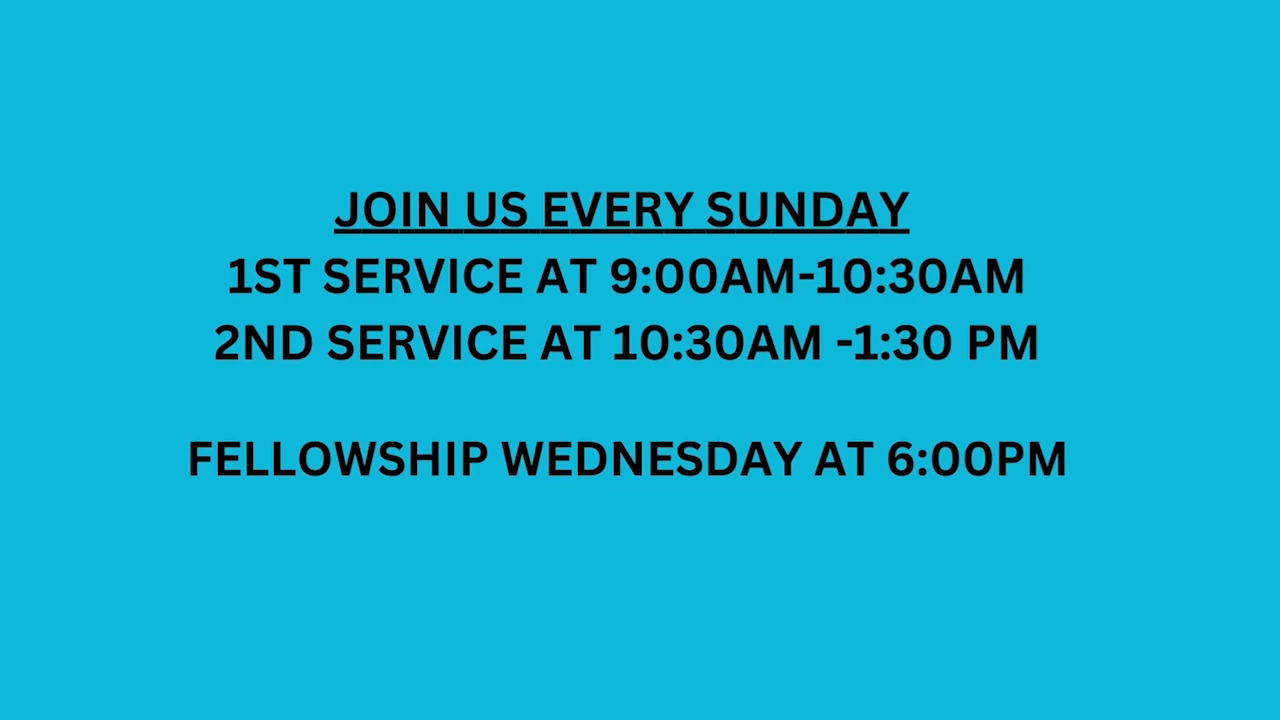 JOIN US EVERY SUNDAY
1ST SERVICE AT 9:00AM-10:30AM
2ND SERVICE AT 10:30AM -1:30 PM
FELLOWSHIP WEDNESDAY AT 6:00PM